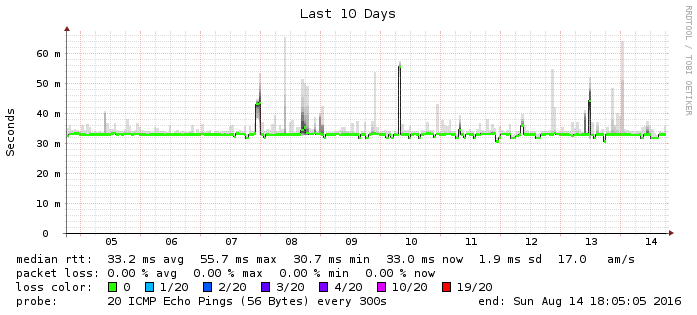 Last 10 Days
RRDTOOL / TOBI OETIKER
Seconds
60 m
50 m
40 m
30 m
20 m
10 m
0
05 06 07 08 09 10 11 12 13 14
median rtt: 33.2 ms avg 55.7 ms max 30.7 ms min 33.0 ms now 1.9 ms sd 17.0 am/s
packet loss: 0.00 % avg 0.00 % max 0.00 % min 0.00 % now
loss color: 0 1/20 2/20 3/20 4/20 10/20 19/20
probe: 20 ICMP Echo Pings (56 Bytes) every 300s end: Sun Aug 14 18:05:05 2016